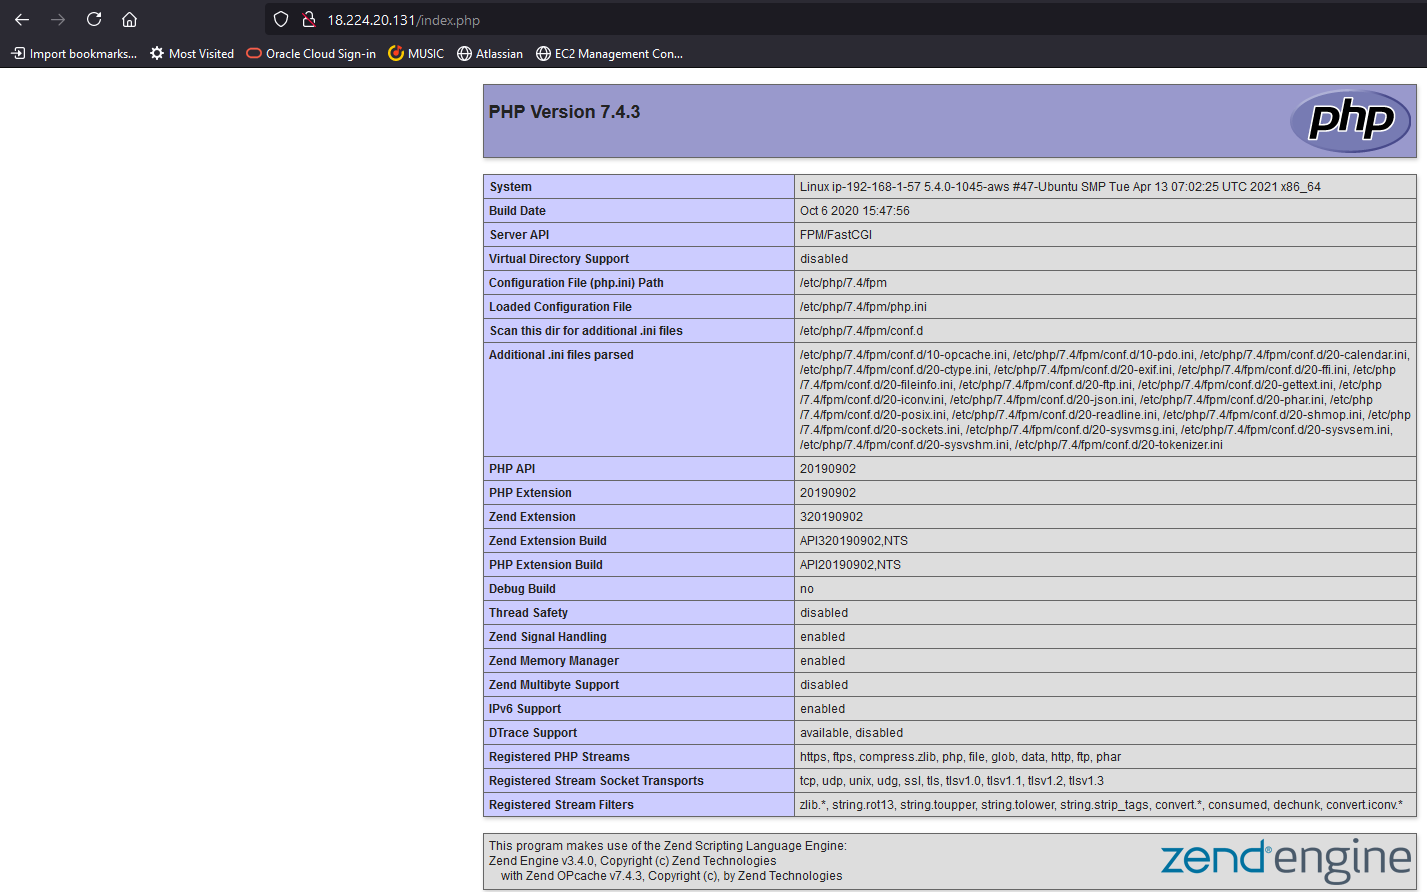 18.224.20.131/index.php
Import bookmarks... Most Visited Oracle Cloud Sign-in MUSIC Atlassian EC2 Management Con...
PHP Version 7.4.3
php
System Linux ip-192-168-1-57 5.4.0-1045-aws #47-Ubuntu SMP Tue Apr 13 07:02:25 UTC 2021 x86_64
Build Date Oct 6 2020 15:47:56
Server API FPM/FastCGI
Virtual Directory Support disabled
Configuration File (php.ini) Path /etc/php/7.4/fpm
Loaded Configuration File /etc/php/7.4/fpm/php.ini
Scan this dir for additional .ini files /etc/php/7.4/fpm/conf.d
Additional .ini files parsed /etc/php/7.4/fpm/conf.d/10-opcache.ini, /etc/php/7.4/fpm/conf.d/10-pdo.ini, /etc/php/7.4/fpm/conf.d/20-calendar.ini,
/etc/php/7.4/fpm/conf.d/20-ctype.ini, /etc/php/7.4/fpm/conf.d/20-exif.ini, /etc/php/7.4/fpm/conf.d/20-ffi.ini, /etc/php
/7.4/fpm/conf.d/20-fileinfo.ini, /etc/php/7.4/fpm/conf.d/20-ftp.ini, /etc/php/7.4/fpm/conf.d/20-gettext.ini, /etc/php
/7.4/fpm/conf.d/20-iconv.ini, /etc/php/7.4/fpm/conf.d/20-json.ini, /etc/php/7.4/fpm/conf.d/20-phar.ini, /etc/php
/7.4/fpm/conf.d/20-posix.ini, /etc/php/7.4/fpm/conf.d/20-readline.ini, /etc/php/7.4/fpm/conf.d/20-shmop.ini, /etc/php
/7.4/fpm/conf.d/20-sockets.ini, /etc/php/7.4/fpm/conf.d/20-sysvmsg.ini, /etc/php/7.4/fpm/conf.d/20-sysvsem.ini,
/etc/php/7.4/fpm/conf.d/20-sysvshm.ini, /etc/php/7.4/fpm/conf.d/20-tokenizer.ini
PHP API 20190902
PHP Extension 20190902
Zend Extension 320190902
Zend Extension Build API320190902,NTS
PHP Extension Build API20190902,NTS
Debug Build no
Thread Safety disabled
Zend Signal Handling enabled
Zend Memory Manager enabled
Zend Multibyte Support disabled
IPv6 Support enabled
DTrace Support available, disabled
Registered PHP Streams https, ftps, compress.zlib, php, file, glob, data, http, ftp, phar
Registered Stream Socket Transports tcp, udp, unix, udg, ssl, tls, tlsv1.0, tlsv1.1, tlsv1.2, tlsv1.3
Registered Stream Filters zlib.*, string.rot13, string.toupper, string.tolower, string.strip_tags, convert.*, consumed, dechunk, convert.iconv.*
This program makes use of the Zend Scripting Language Engine:
Zend Engine v3.4.0, Copyright (c) Zend Technologies
with Zend OPcache v7.4.3, Copyright (c), by Zend Technologies
zend® engine